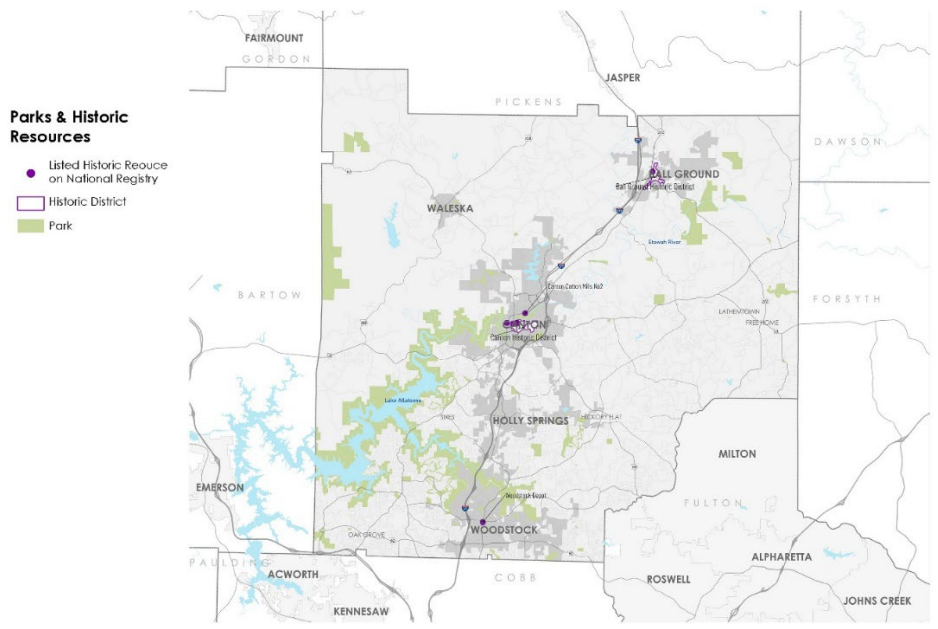 Parks & Historic
Resources
Listed Historic Reouce
on National Registry
Historic District
Park
FAIRMOUNT
GORDON
JASPER
PICKENS
DAWSON
BALL GROUND
Ball Ground Historic District
WALESKA
Etowah River
Canton Cotton Mills No2
BARTOW
FORSYTH
LATHEMTOWN
FREE HOME
CANTON
Canton Historic District
Lake Allatoona
SIXES
HOLLY SPRINGS
HICKORY FLAT
MILTON
EMERSON
Woodstock Depot
FULTON
WOODSTOCK
OAK GROVE
PAULDING
ACWORTH
COBB
ALPHARETTA
ROSWELL
KENNESAW
JOHNS CREEK